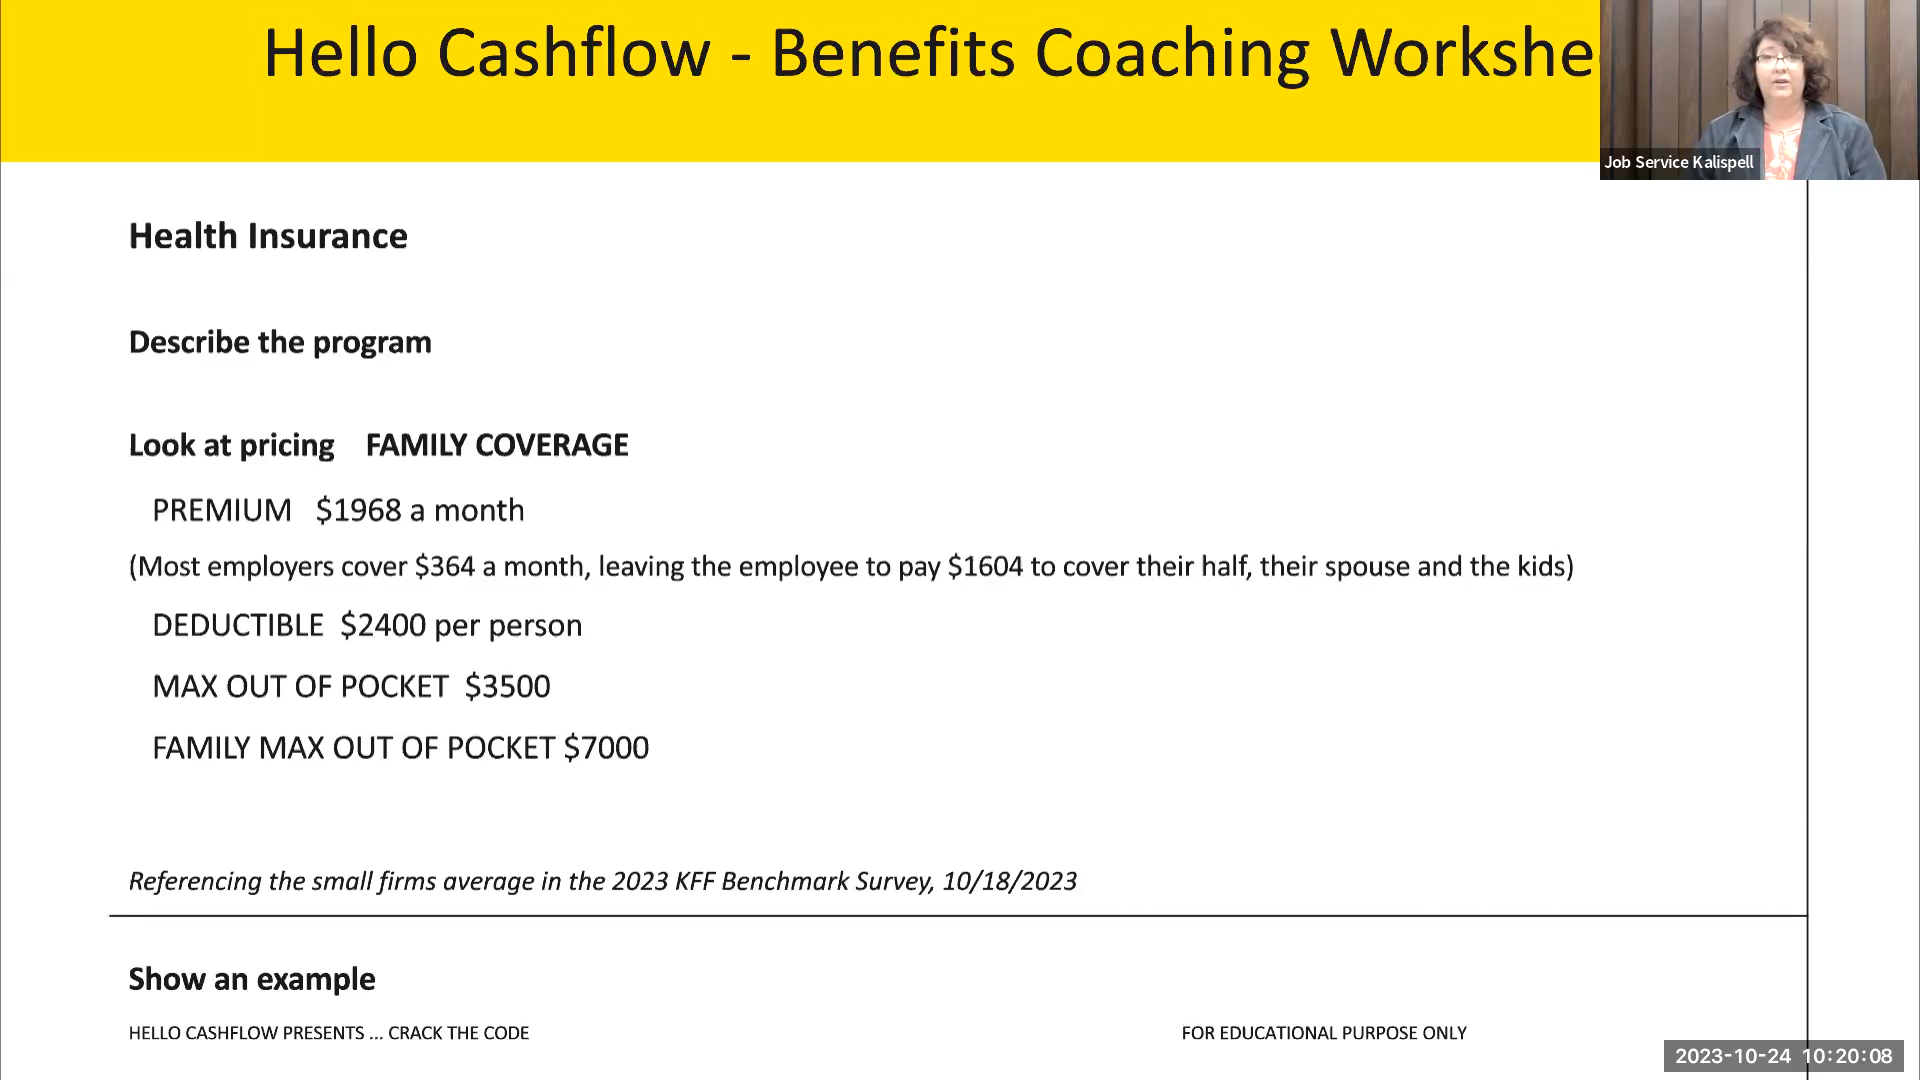 Hello Cashflow - Benefits Coaching Workshe
Job Service Kalispell
Health Insurance
Describe the program
Look at pricing FAMILY COVERAGE
PREMIUM $1968 a month
(Most employers cover $364 a month, leaving the employee to pay $1604 to cover their half, their spouse and the kids)
DEDUCTIBLE $2400 per person
MAX OUT OF POCKET $3500
FAMILY MAX OUT OF POCKET $7000
Referencing the small firms average in the 2023 KFF Benchmark Survey, 10/18/2023
Show an example
HELLO CASHFLOW PRESENTS ... CRACK THE CODE
FOR EDUCATIONAL PURPOSE ONLY
2023-10-24 10:20:08